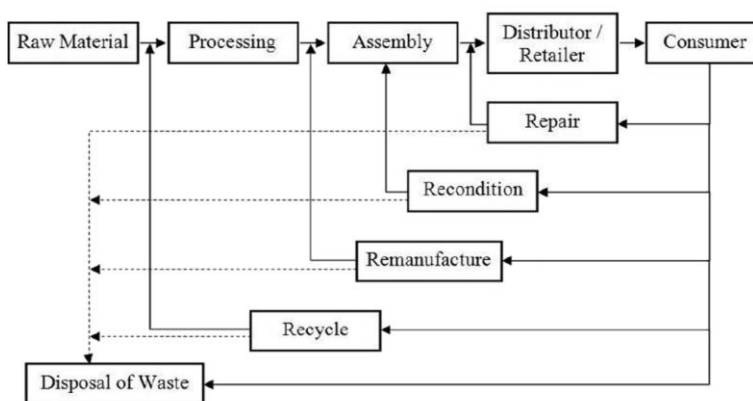 Raw Material
Processing
Assembly
Distributor /
Retailer
Consumer
Repair
Recondition
Remanufacture
Recycle
Disposal of Waste